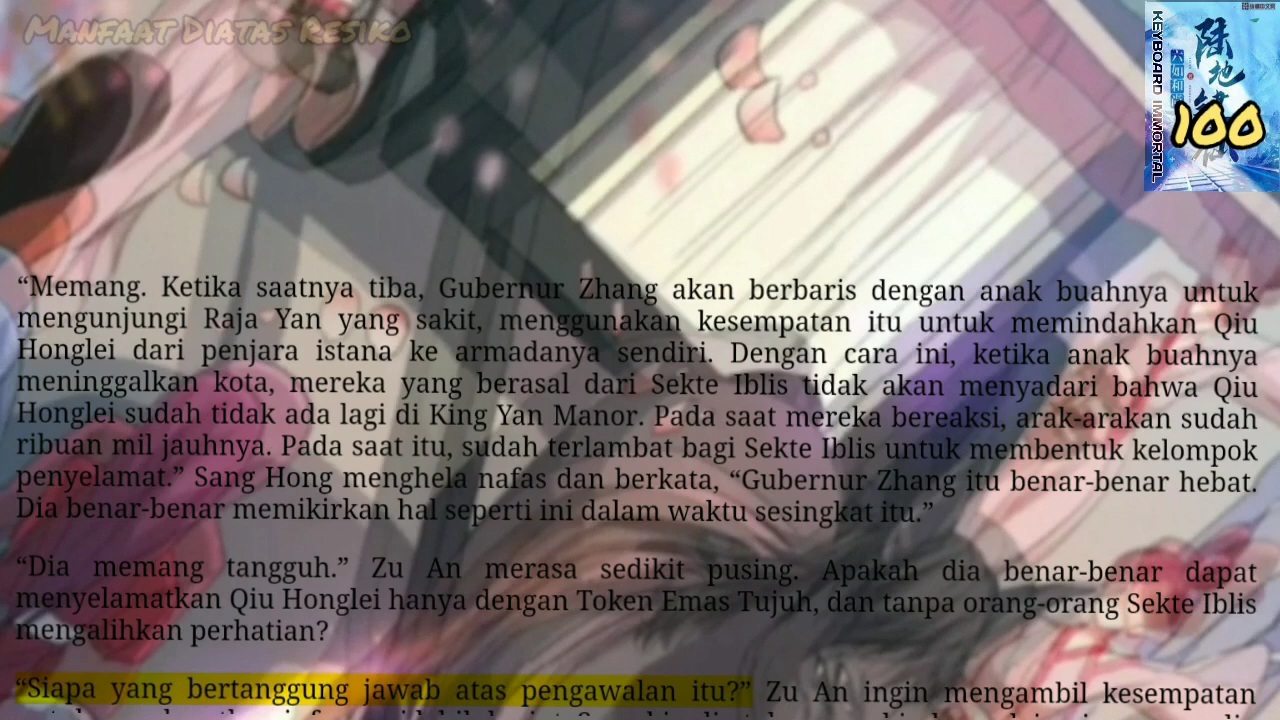 Manfaat Diatas Resiko
KEYBOARD IMMORTAL
陆地键仙
100
“Memang. Ketika saatnya tiba, Gubernur Zhang akan berbaris dengan anak buahnya untuk
mengunjungi Raja Yan yang sakit, menggunakan kesempatan itu untuk memindahkan Qiu
Honglei dari penjara istana ke armadanya sendiri. Dengan cara ini, ketika anak buahnya
meninggalkan kota, mereka yang berasal dari Sekte Iblis tidak akan menyadari bahwa Qiu
Honglei sudah tidak ada lagi di King Yan Manor. Pada saat mereka bereaksi, arak-arakan sudah
ribuan mil jauhnya. Pada saat itu, sudah terlambat bagi Sekte Iblis untuk membentuk kelompok
penyelamat.” Sang Hong menghela nafas dan berkata, “Gubernur Zhang itu benar-benar hebat.
Dia benar-benar memikirkan hal seperti ini dalam waktu sesingkat itu.”
“Dia memang tangguh.” Zu An merasa sedikit pusing. Apakah dia benar-benar dapat
menyelamatkan Qiu Honglei hanya dengan Token Emas Tujuh, dan tanpa orang-orang Sekte Iblis
mengalihkan perhatian?
“Siapa yang bertanggung jawab atas pengawalan itu?” Zu An ingin mengambil kesempatan